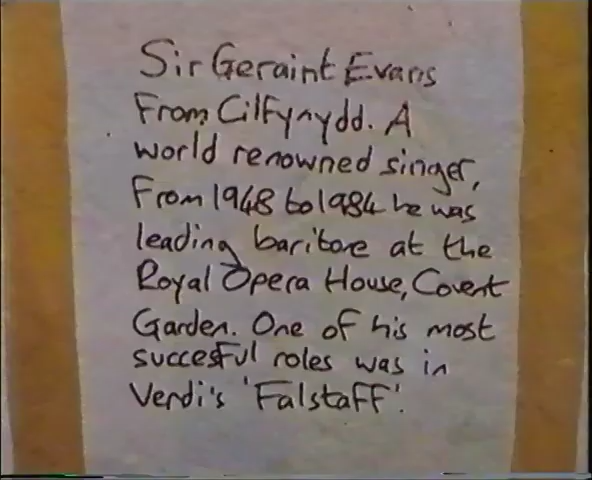 Sir Geraint Evans
From Cilfynydd. A
world renowned singer,
From 1948 to 1984 he was
leading baritone at the
Royal Opera House, Covent
Garden. One of his most
succesful roles was in
Verdi's 'Falstaff'.